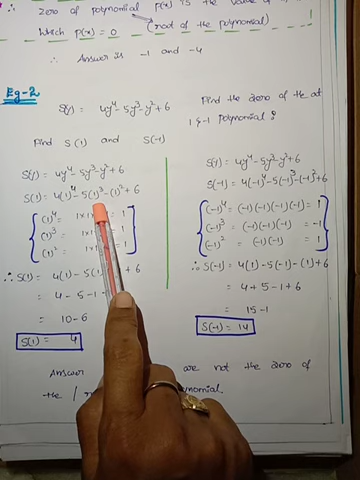 ∴ zero of polynomial p(x) is the value of
Which p(x) = 0 (root of the polynomial)
∴ Answer is -1 and -4
Eg-2
S(y) = 4y⁴ - 5y³ - y² + 6
Find S(1) and S(-1)
S(y) = 4y⁴ - 5y³ - y² + 6
S(1) = 4(1)⁴ - 5(1)³ - (1)² + 6
(1)⁴ = 1x1x 1
(1)³ = 1x1 = 1
(1)² = 1x1 = 1
∴ S(1) = 4(1) - 5(1) + 6
= 4 - 5 - 1
= 10 - 6
S(1) = 4
Find the zero of the at
1 & -1 polynomial ?
S(y) = 4y⁴ - 5y³ - y² + 6
S(-1) = 4(-1)⁴ - 5(-1)³ - (-1)² + 6
(-1)⁴ = (-1)(-1)(-1)(-1) = 1
(-1)³ = (-1)(-1)(-1) = -1
(-1)² = (-1)(-1) = 1
∴ S(-1) = 4(1) - 5(-1) - (1) + 6
= 4 + 5 - 1 + 6
= 15 - 1
S(-1) = 14
Answer are not the zero of
the /